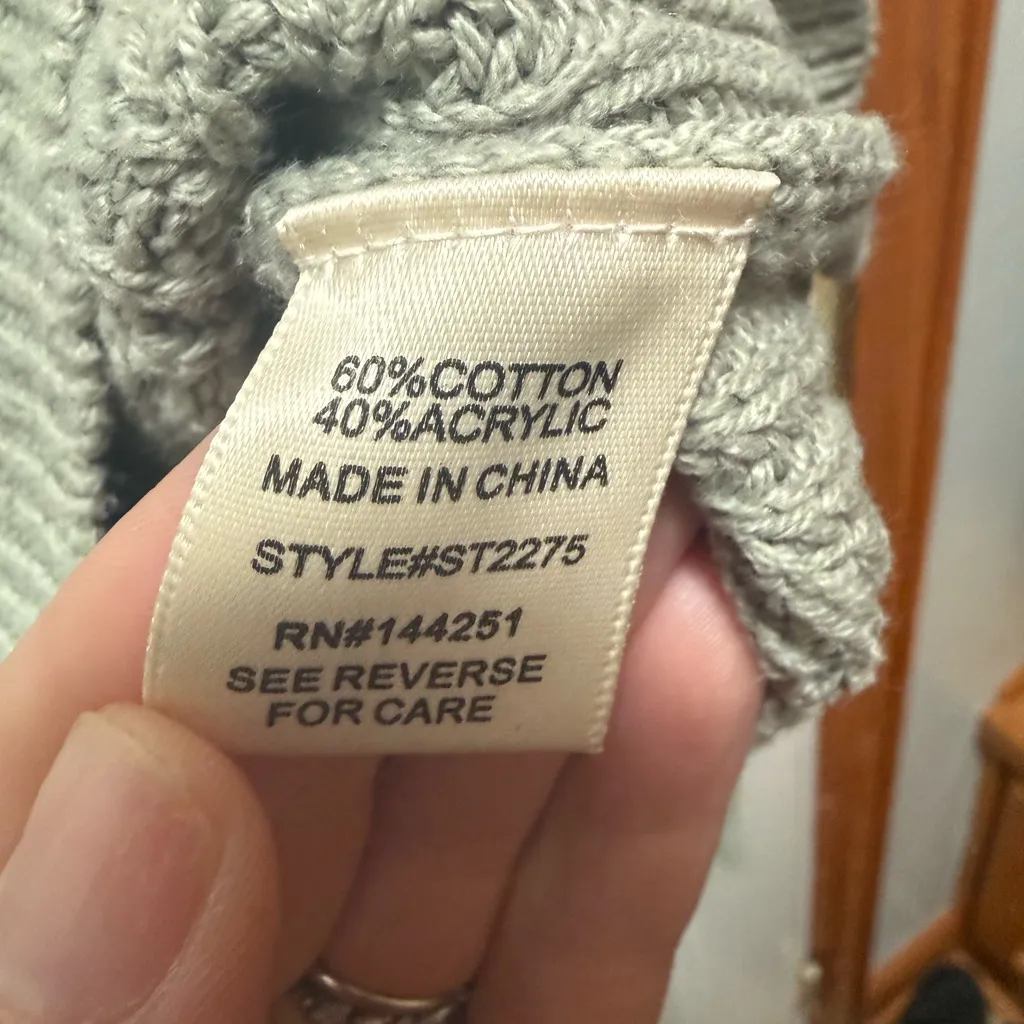 60%COTTON
40%ACRYLIC
MADE IN CHINA
STYLE#ST2275
RN#144251
SEE REVERSE
FOR CARE